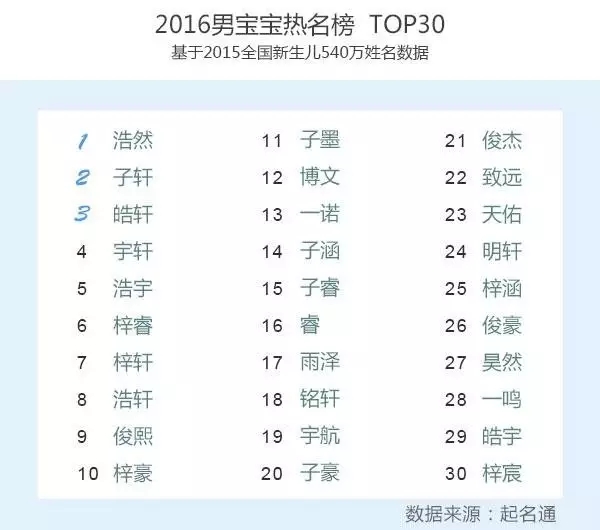 2016男宝宝热名榜 TOP30
基于2015全国新生儿540万姓名数据
1 浩然 11 子墨 21 俊杰
2 子轩 12 博文 22 致远
3 皓轩 13 一诺 23 天佑
4 宇轩 14 子涵 24 明轩
5 浩宇 15 子睿 25 梓涵
6 梓睿 16 睿 26 俊豪
7 梓轩 17 雨泽 27 昊然
8 浩轩 18 铭轩 28 一鸣
9 俊熙 19 宇航 29 皓宇
10 梓豪 20 子豪 30 梓宸
数据来源：起名通